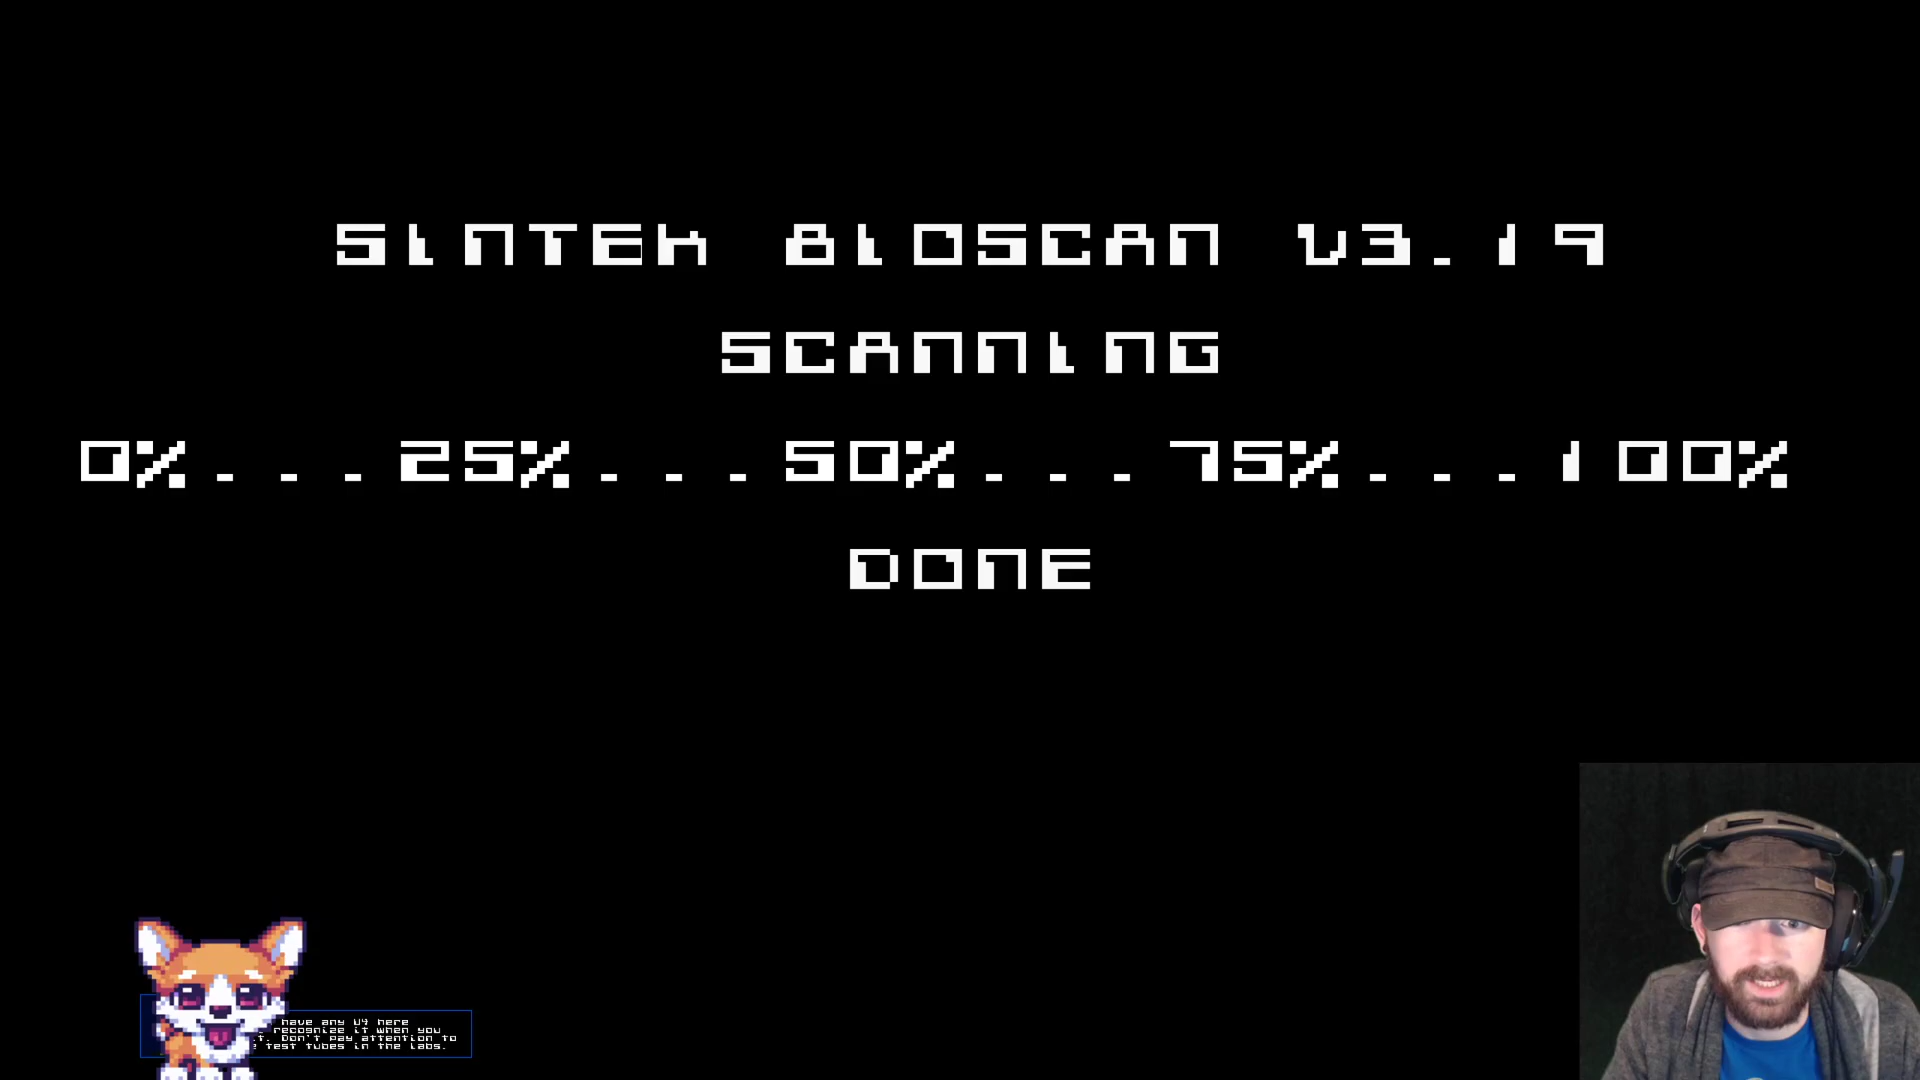 SINTEK BIOSCAN V3.19
SCANNING
0%...25%...50%...75%...100%
DONE
have any U4 here
recognize it when you
t. Don't pay attention to
test tubes in the labs.